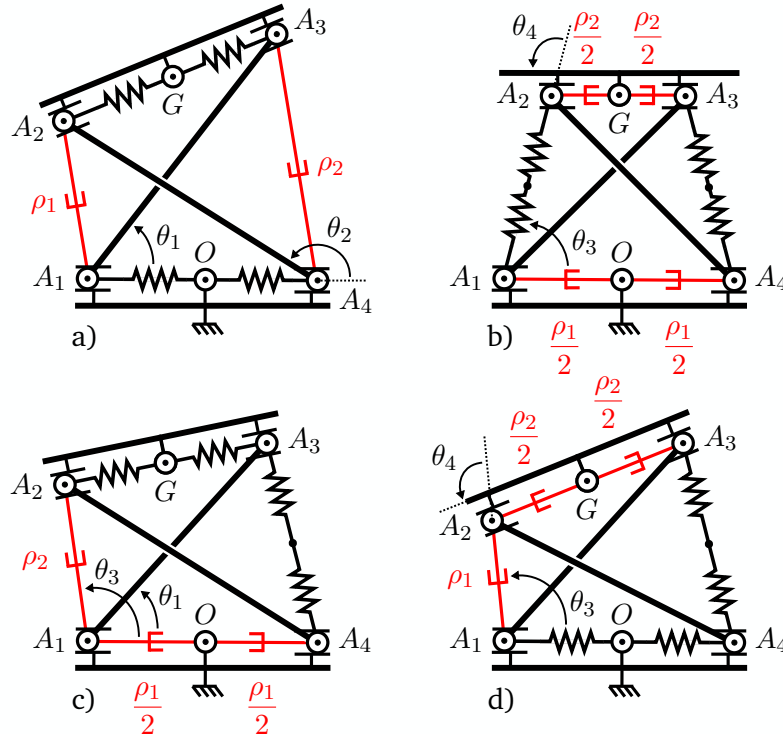 A₃
θ₄
ρ₂/2 ρ₂/2
A₂
G
A₂ A₃
G
ρ₁
ρ₂
θ₁
θ₂
θ₃
A₁
O
A₄
A₁
O
A₄
a)
b)
ρ₁/2 ρ₁/2
A₃
A₂
G
ρ₂
θ₃
θ₁
A₁
O
A₄
c)
ρ₁/2 ρ₁/2
ρ₂/2
ρ₂/2
A₃
θ₄
A₂
G
ρ₁
θ₃
A₁
O
A₄
d)